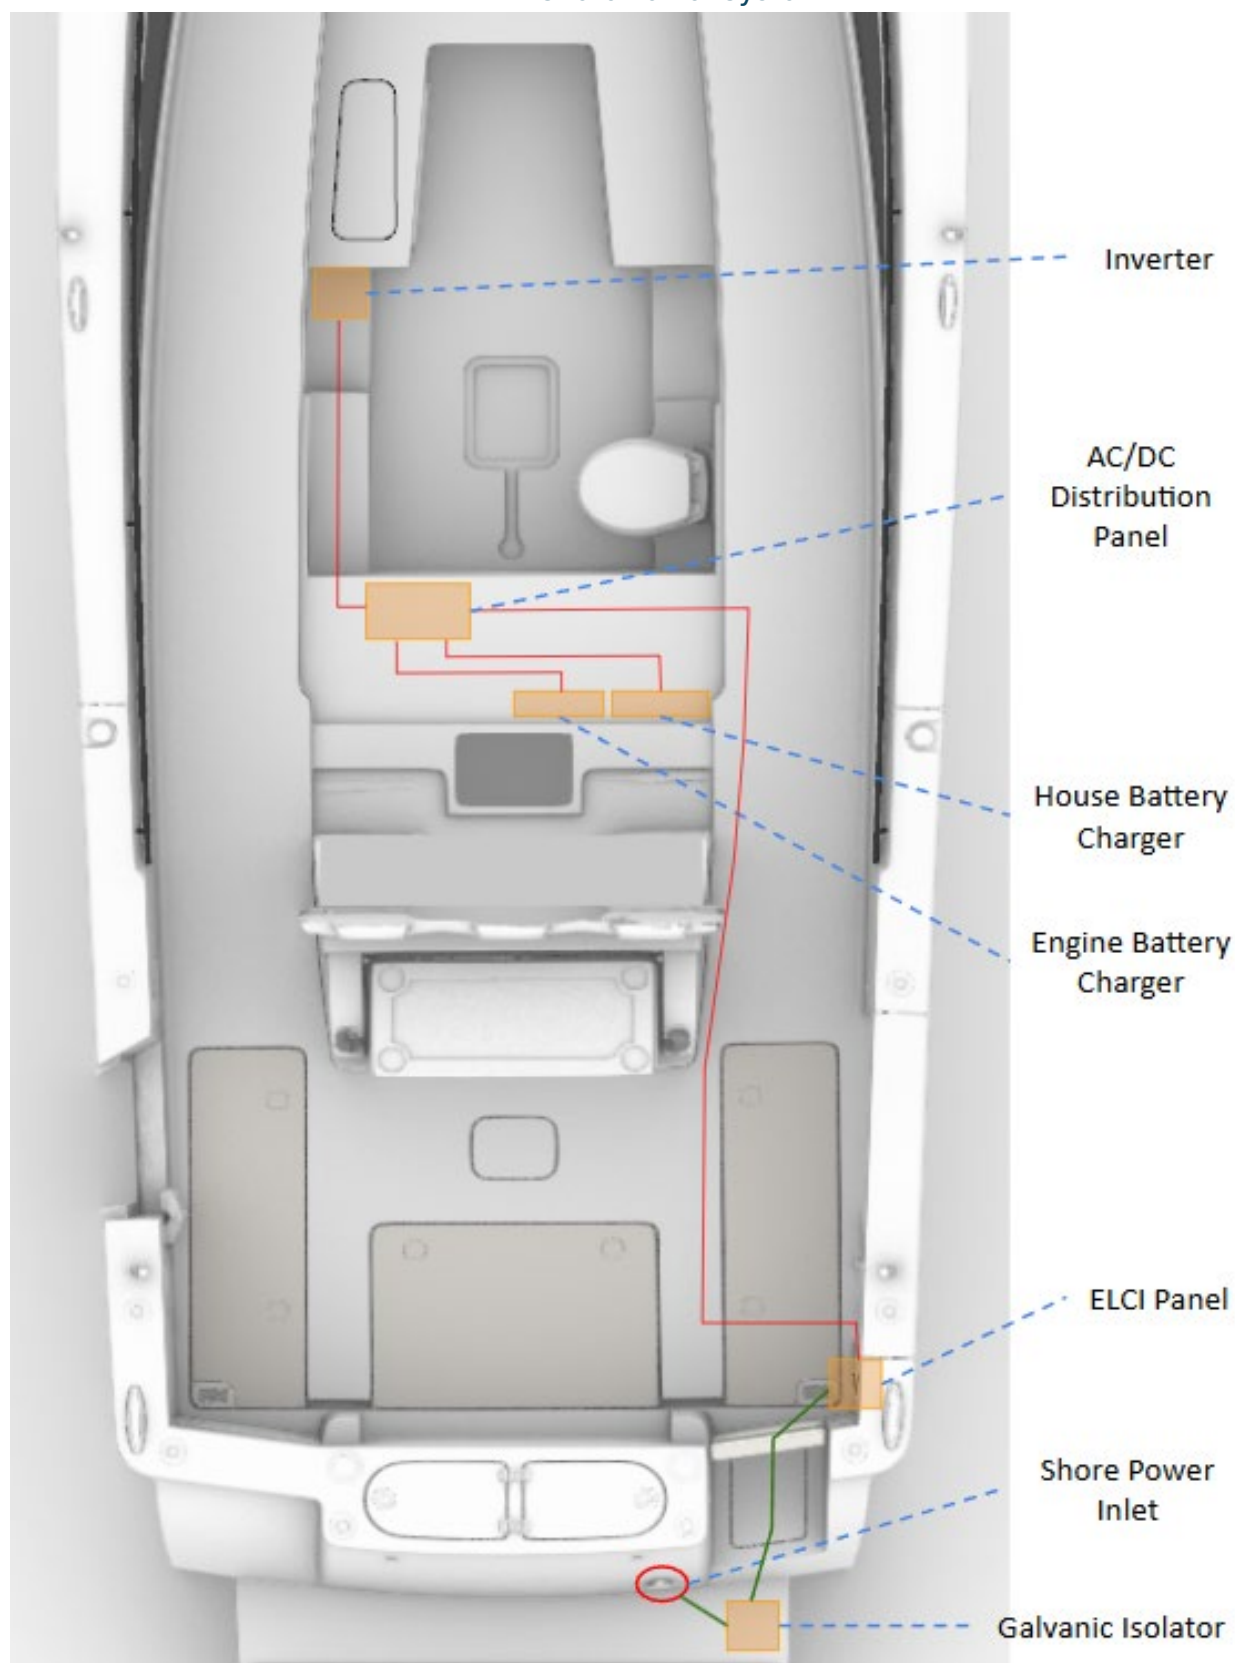 Inverter
AC/DC
Distribution
Panel
House Battery
Charger
Engine Battery
Charger
ELCI Panel
Shore Power
Inlet
Galvanic Isolator